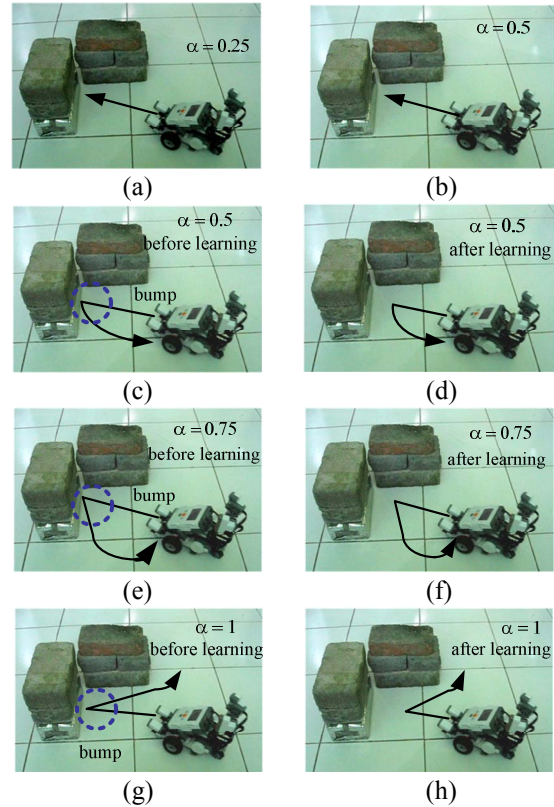 α = 0.25
α = 0.5
(a)
(b)
α = 0.5
before learning
bump
α = 0.5
after learning
(c)
(d)
α = 0.75
before learning
bump
α = 0.75
after learning
(e)
(f)
α = 1
before learning
bump
α = 1
after learning
(g)
(h)